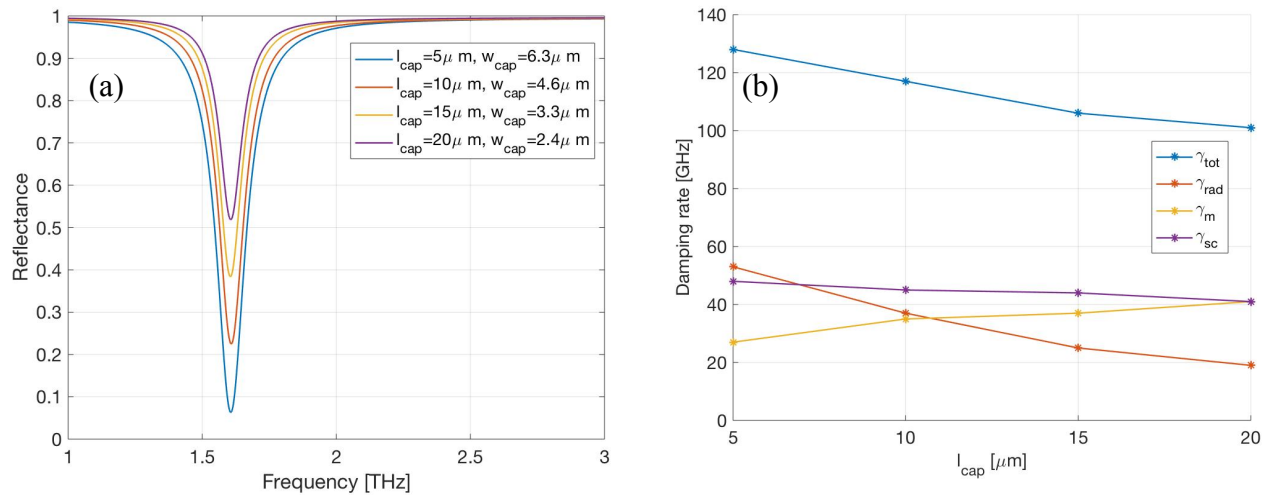 (a)
Reflectance
1
0.9
0.8
0.7
0.6
0.5
0.4
0.3
0.2
0.1
0
1
1.5
2
2.5
3
Frequency [THz]
l_cap=5μ m, w_cap=6.3μ m
l_cap=10μ m, w_cap=4.6μ m
l_cap=15μ m, w_cap=3.3μ m
l_cap=20μ m, w_cap=2.4μ m
(b)
Damping rate [GHz]
140
120
100
80
60
40
20
0
5
10
15
20
l_cap [μm]
γ_tot
γ_rad
γ_m
γ_sc